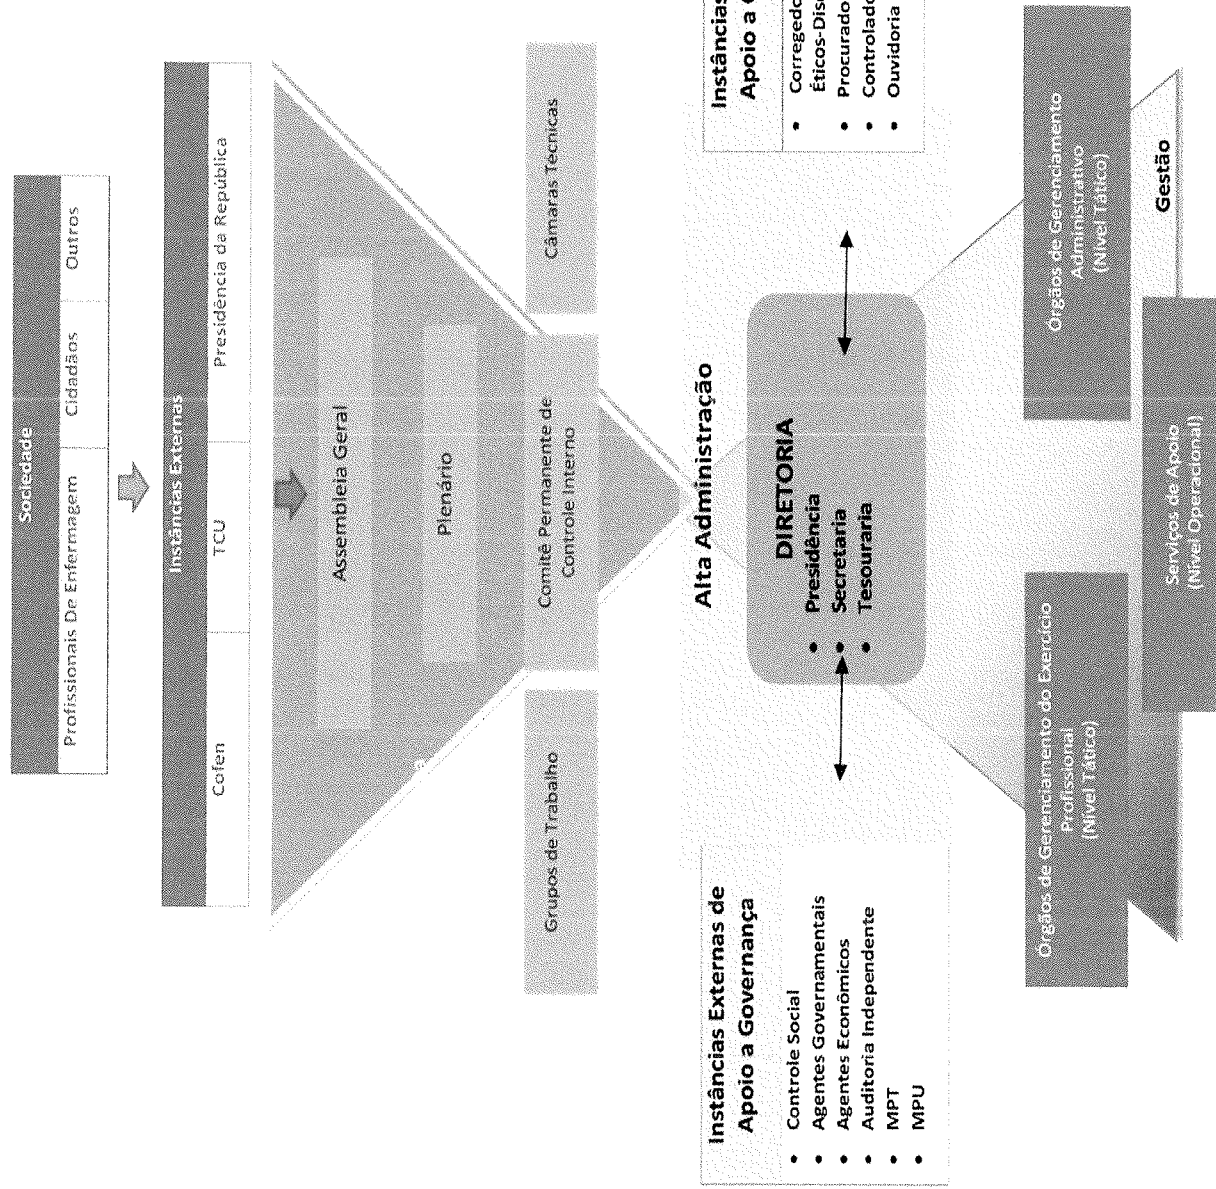 Sociedade
Profissionais De Enfermagem
Cidadãos
Outros
Instâncias Externas
Cofen
TCU
Presidência da República
Assembleia Geral
Plenário
Grupos de Trabalho
Comitê Permanente de
Controle Interno
Câmaras Técnicas
Alta Administração
Instâncias Externas de
Apoio a Governança
• Controle Social
• Agentes Governamentais
• Agentes Econômicos
• Auditoria Independente
• MPT
• MPU
DIRETORIA
• Presidência
• Secretaria
• Tesouraria
Instâncias
Apoio a
• Corregedo
Éticos-Dis
• Procurado
• Controlado
• Ouvidoria
Órgãos de Gerenciamento do Exercício
Profissional
(Nível Tático)
Órgãos de Gerenciamento
Administrativo
(Nível Tático)
Gestão
Serviços de Apoio
(Nível Operacional)